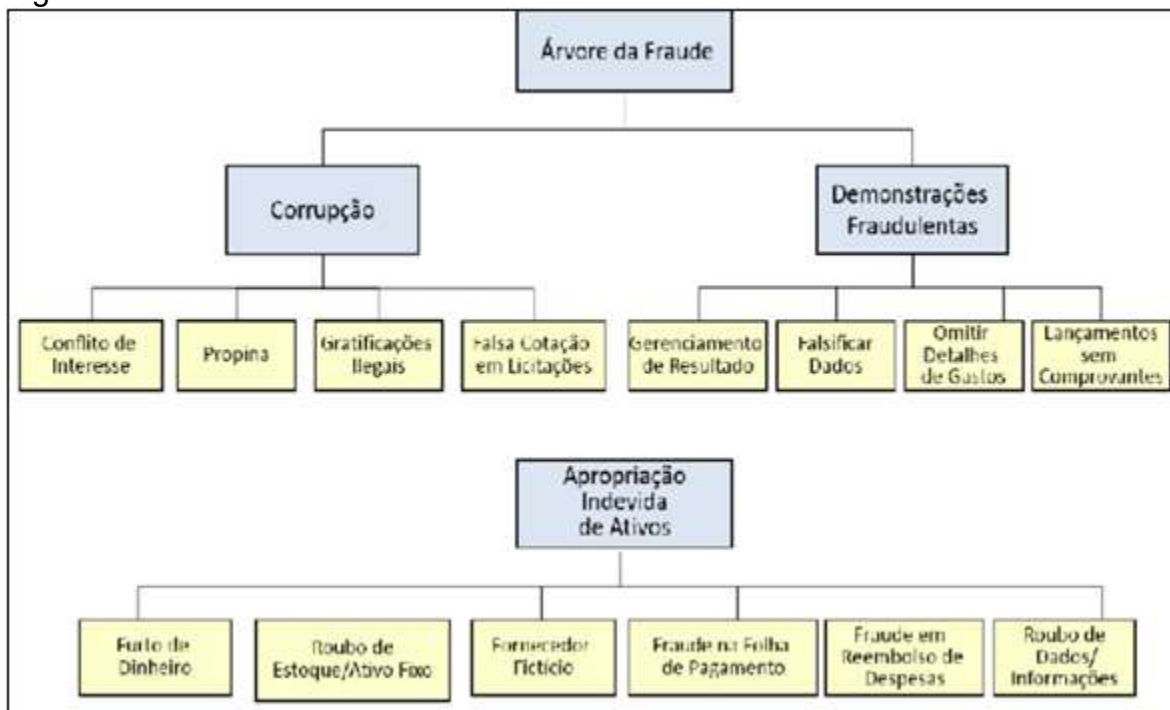 Árvore da Fraude
Corrupção
Demonstrações
Fraudulentas
Conflito de
Interesse
Propina
Gratificações
Ilegais
Falsa Cotação
em Licitações
Gerenciamento
de Resultado
Falsificar
Dados
Omitir
Detalhes
de Gastos
Lançamentos
sem
Comprovantes
Apropriação
Indevida
de Ativos
Furto de
Dinheiro
Roubo de
Estoque/Ativo Fixo
Fornecedor
Fictício
Fraude na Folha
de Pagamento
Fraude em
Reembolso de
Despesas
Roubo de
Dados/
Informações